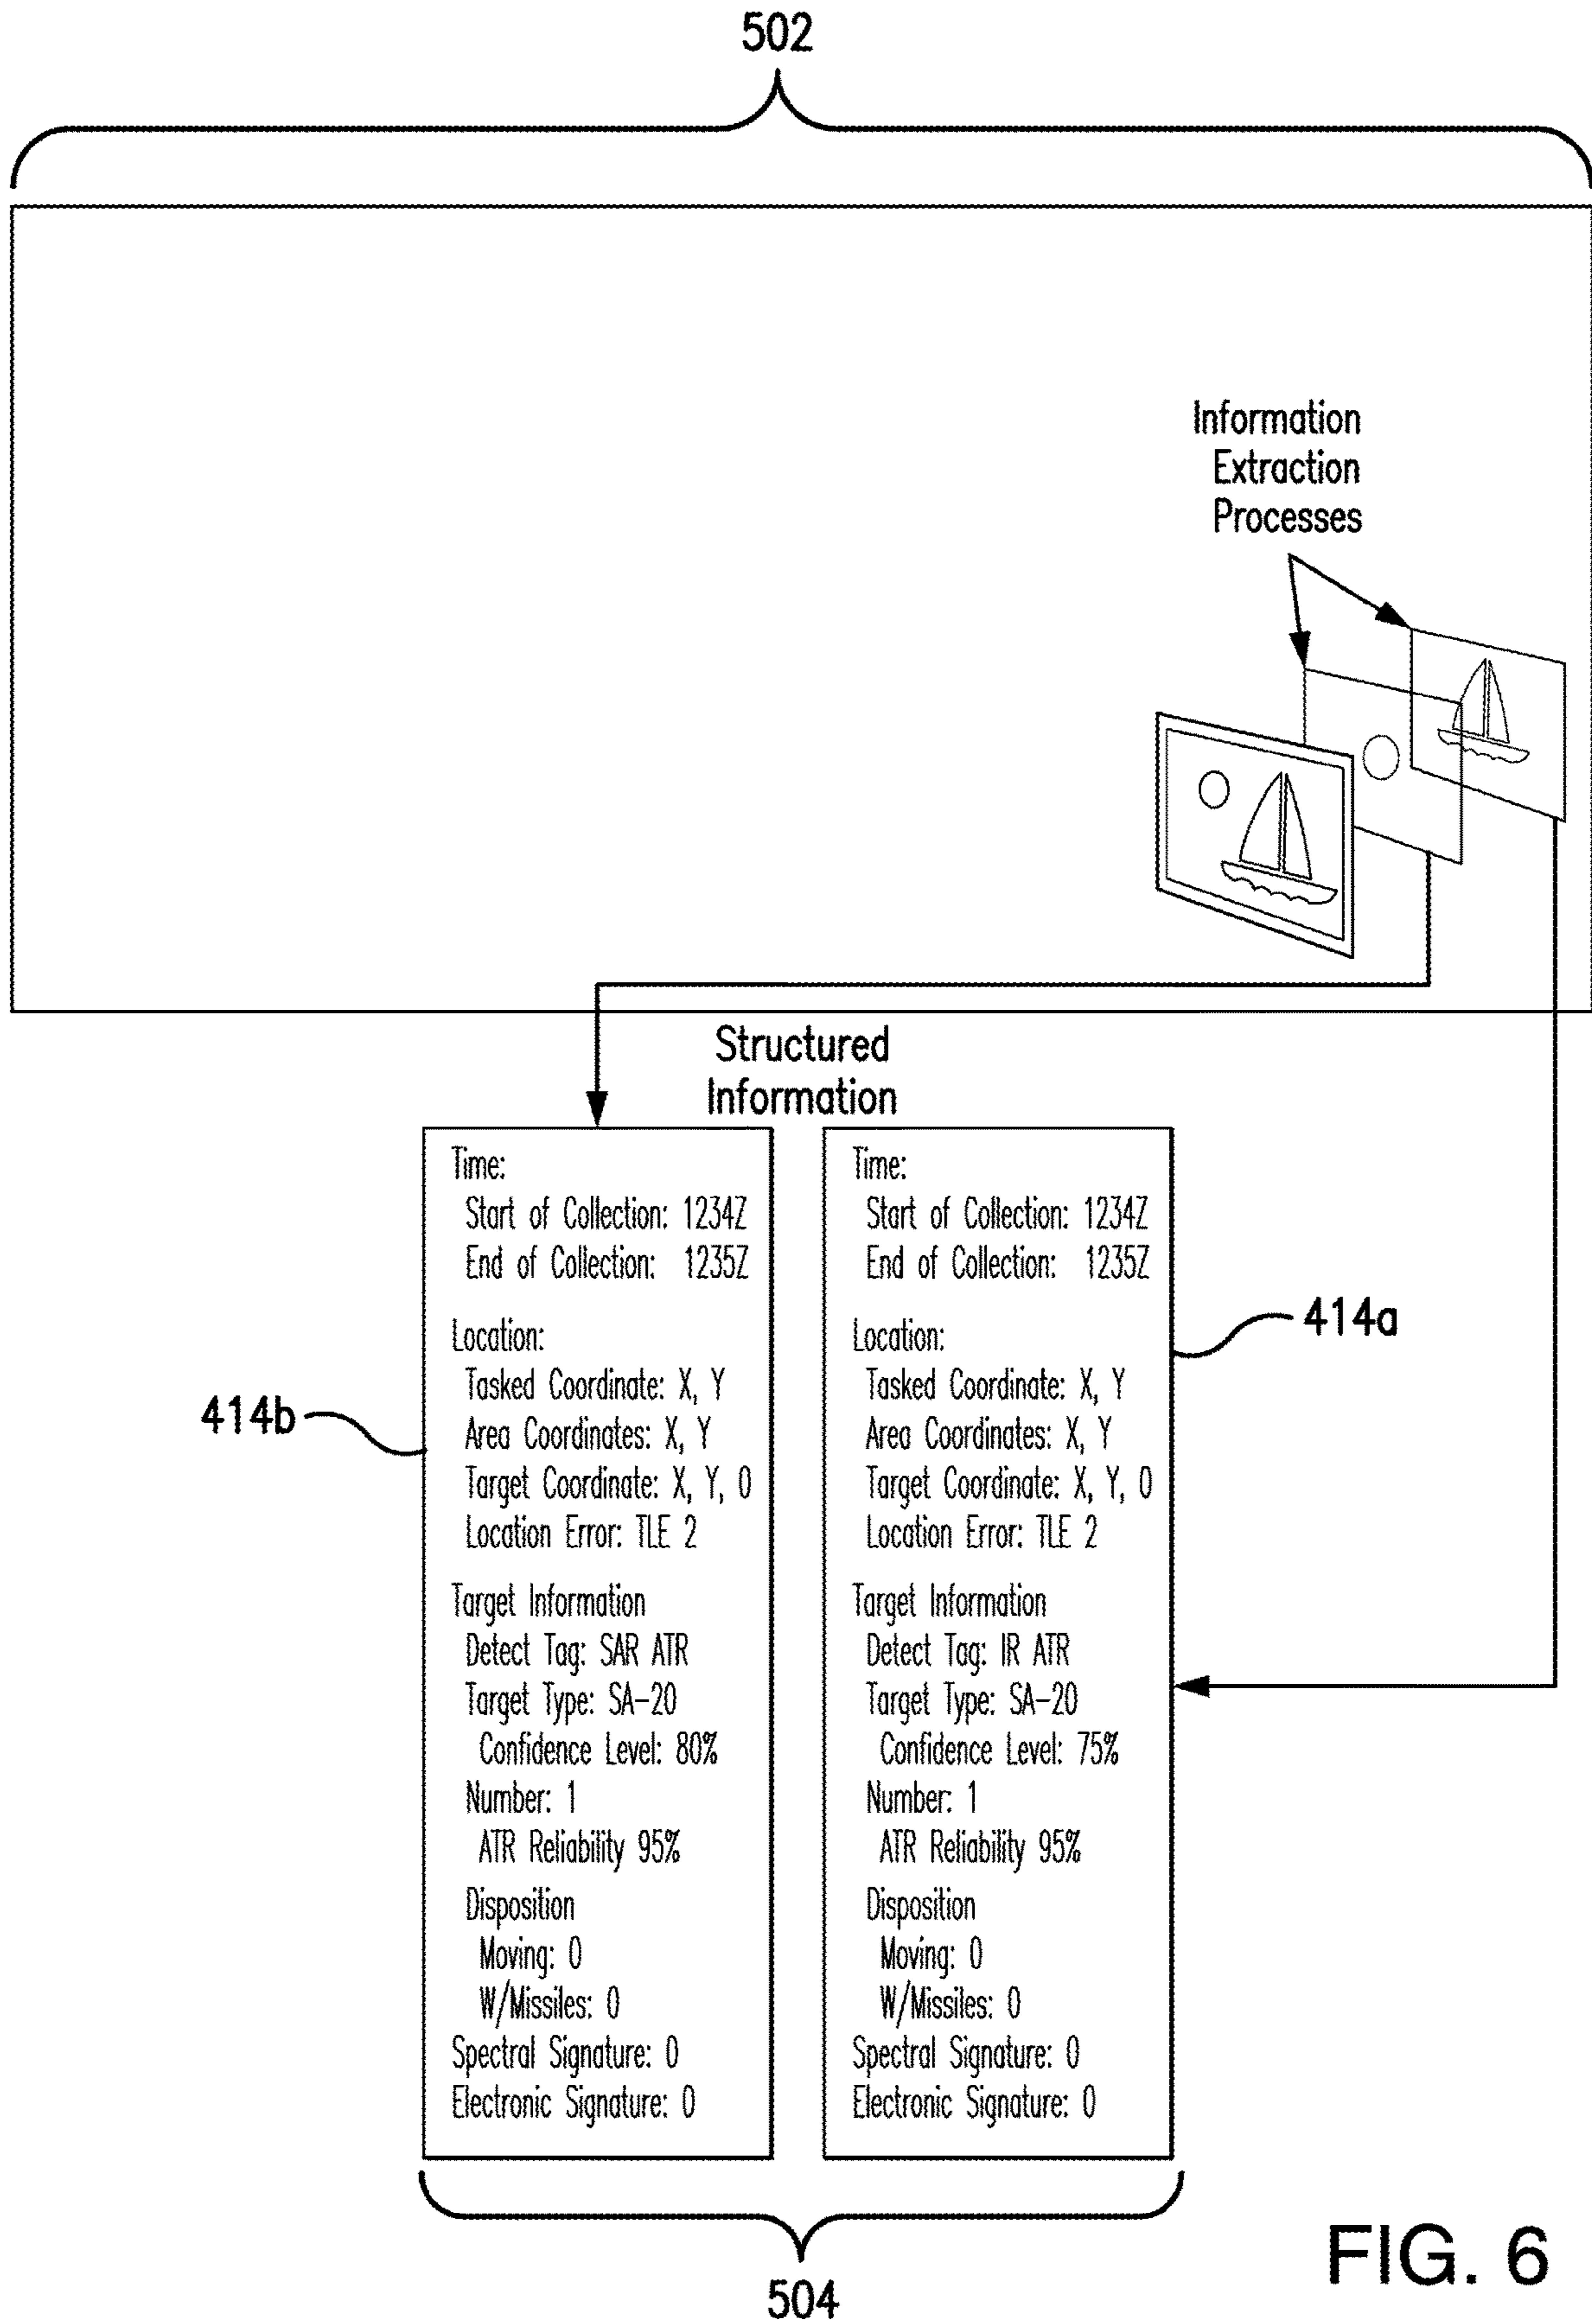 502
Information
Extraction
Processes
Structured
Information
Time:
Start of Collection: 1234Z
End of Collection: 1235Z
Location:
Tasked Coordinate: X, Y
Area Coordinates: X, Y
Target Coordinate: X, Y, 0
Location Error: TLE 2
Target Information
Detect Tag: SAR ATR
Target Type: SA-20
Confidence Level: 80%
Number: 1
ATR Reliability 95%
Disposition
Moving: 0
W/Missiles: 0
Spectral Signature: 0
Electronic Signature: 0
414b
Time:
Start of Collection: 1234Z
End of Collection: 1235Z
Location:
Tasked Coordinate: X, Y
Area Coordinates: X, Y
Target Coordinate: X, Y, 0
Location Error: TLE 2
Target Information
Detect Tag: IR ATR
Target Type: SA-20
Confidence Level: 75%
Number: 1
ATR Reliability 95%
Disposition
Moving: 0
W/Missiles: 0
Spectral Signature: 0
Electronic Signature: 0
414a
504
FIG. 6